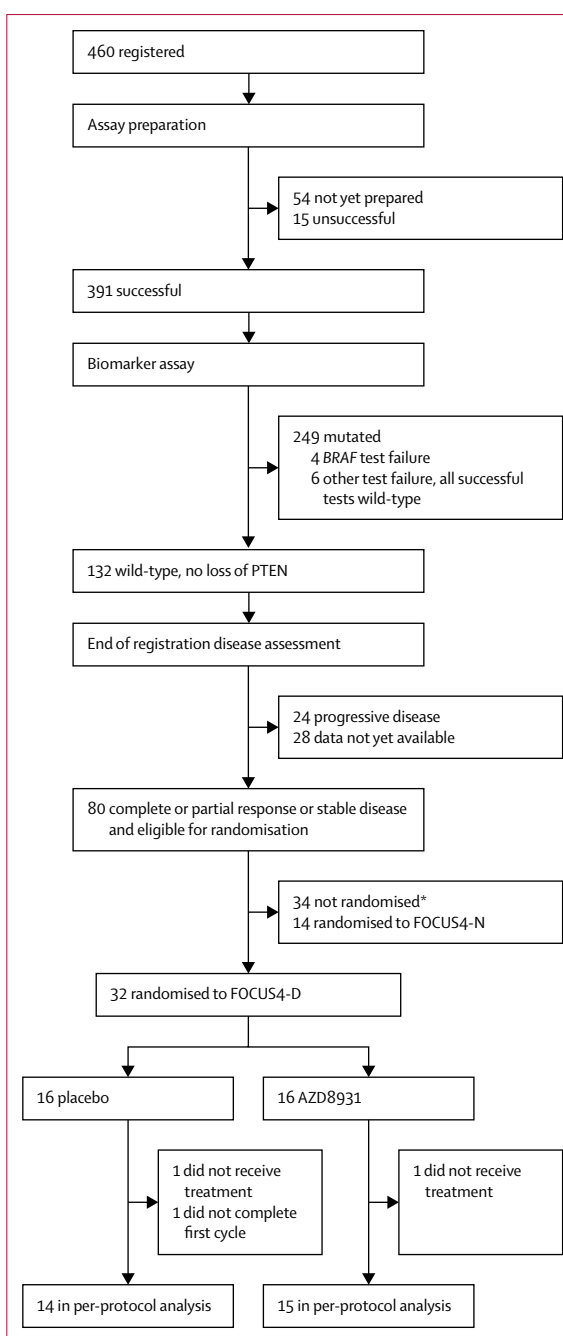 460 registered
Assay preparation
54 not yet prepared
15 unsuccessful
391 successful
Biomarker assay
249 mutated
4 BRAF test failure
6 other test failure, all successful
tests wild-type
132 wild-type, no loss of PTEN
End of registration disease assessment
24 progressive disease
28 data not yet available
80 complete or partial response or stable disease
and eligible for randomisation
34 not randomised*
14 randomised to FOCUS4-N
32 randomised to FOCUS4-D
16 placebo
16 AZD8931
1 did not receive
treatment
1 did not complete
first cycle
1 did not receive
treatment
14 in per-protocol analysis
15 in per-protocol analysis